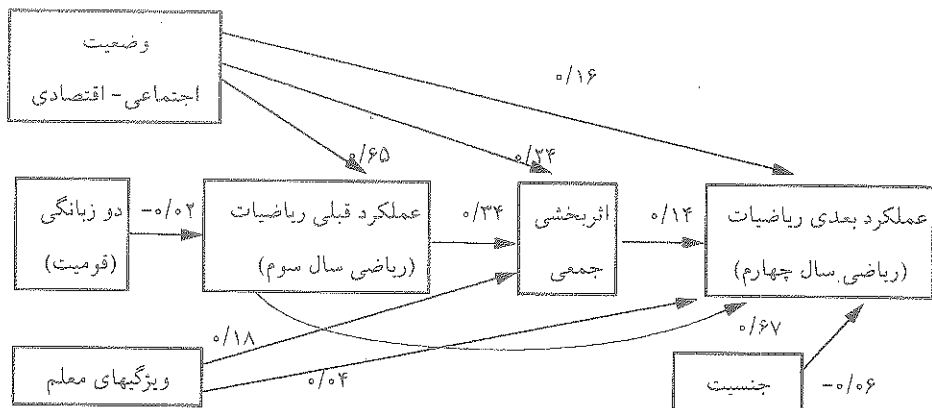 وضعیت
اجتماعی - اقتصادی
۰/۱۶
۰/۶۵
۰/۲۴
دو زبانگی
(قومیت)
-۰/۰۲
عملکرد قبلی ریاضیات
(ریاضی سال سوم)
۰/۳۴
اثربخشی
جمعی
۰/۱۴
عملکرد بعدی ریاضیات
(ریاضی سال چهارم)
۰/۱۸
۰/۰۴
۰/۶۷
ویژگیهای معلم
جنسیت
-۰/۰۶